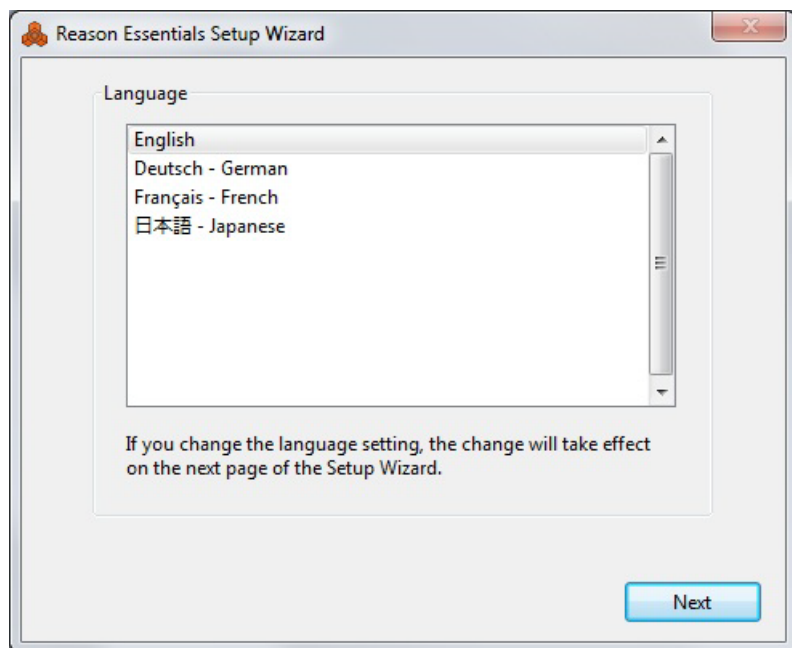 Reason Essentials Setup Wizard
Language
English
Deutsch - German
Français - French
日本語 - Japanese
If you change the language setting, the change will take effect
on the next page of the Setup Wizard.
Next